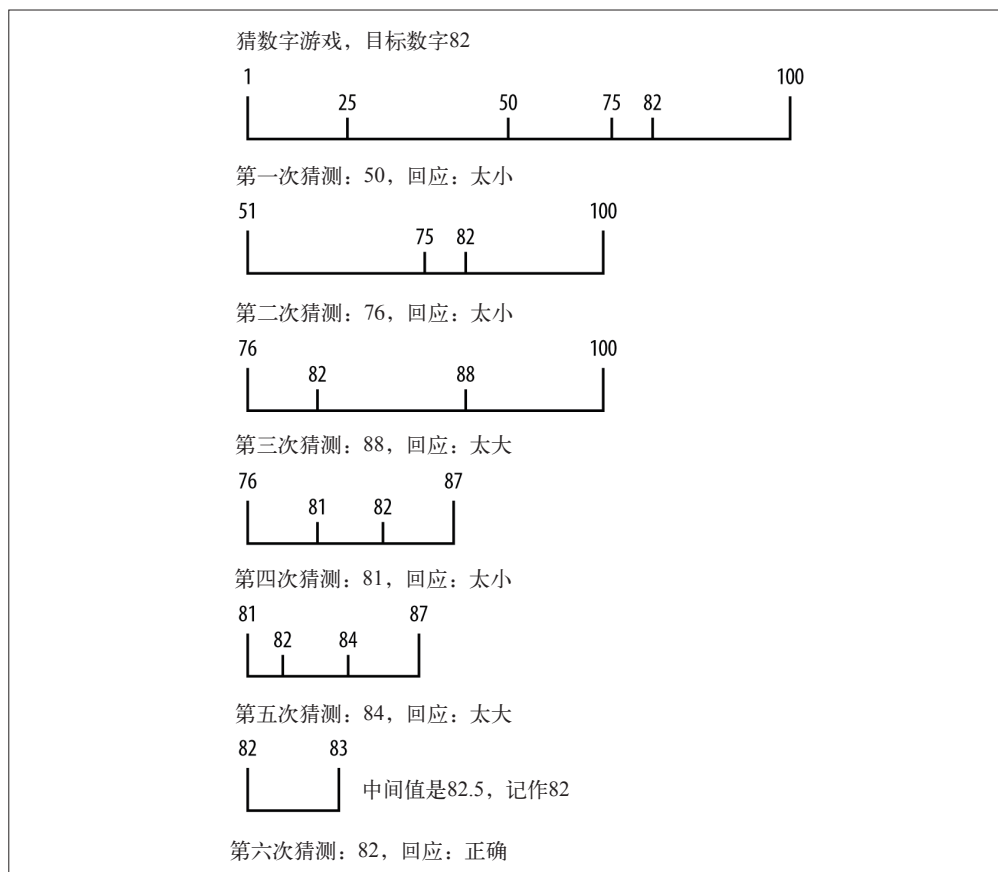 猜数字游戏，目标数字82
1 100
25 50 75 82
第一次猜测：50，回应：太小
51 100
75 82
第二次猜测：76，回应：太小
76 100
82 88
第三次猜测：88，回应：太大
76 87
81 82
第四次猜测：81，回应：太小
81 87
82 84
第五次猜测：84，回应：太大
82 83
中间值是82.5，记作82
第六次猜测：82，回应：正确